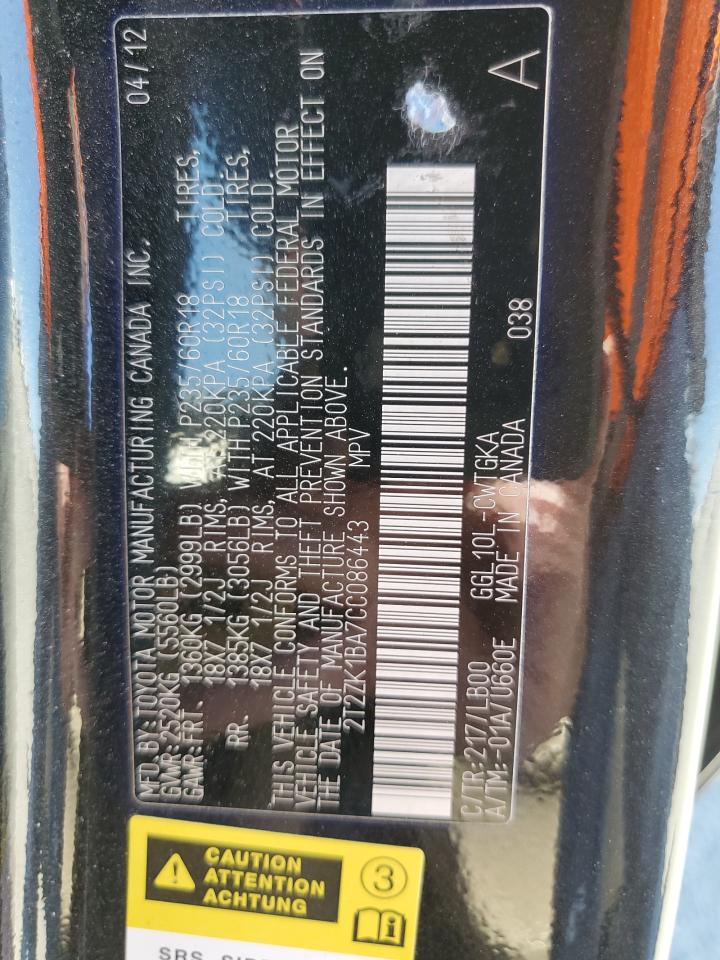 MFD. BY: TOYOTA MOTOR MANUFACTURING CANADA INC. 04/12
GVWR: 2520KG (5560LB)
GAWR: FRT. 1360KG (2999LB) WITH P235/60R18 TIRES,
18X7 1/2J RIMS, AT 220KPA (32PSI) COLD
RR. 1385KG (3056LB) WITH P235/60R18 TIRES,
18X7 1/2J RIMS, AT 220KPA (32PSI) COLD
THIS VEHICLE CONFORMS TO ALL APPLICABLE FEDERAL MOTOR
VEHICLE SAFETY AND THEFT PREVENTION STANDARDS IN EFFECT ON
THE DATE OF MANUFACTURE SHOWN ABOVE.
2T2ZK1BA7CC086443 MPV
C/TR: 217/LB00 GGL10L-CWTGKA 038 A
A/TM: -01A/U660E MADE IN CANADA
CAUTION
ATTENTION
ACHTUNG
3
i
SRS